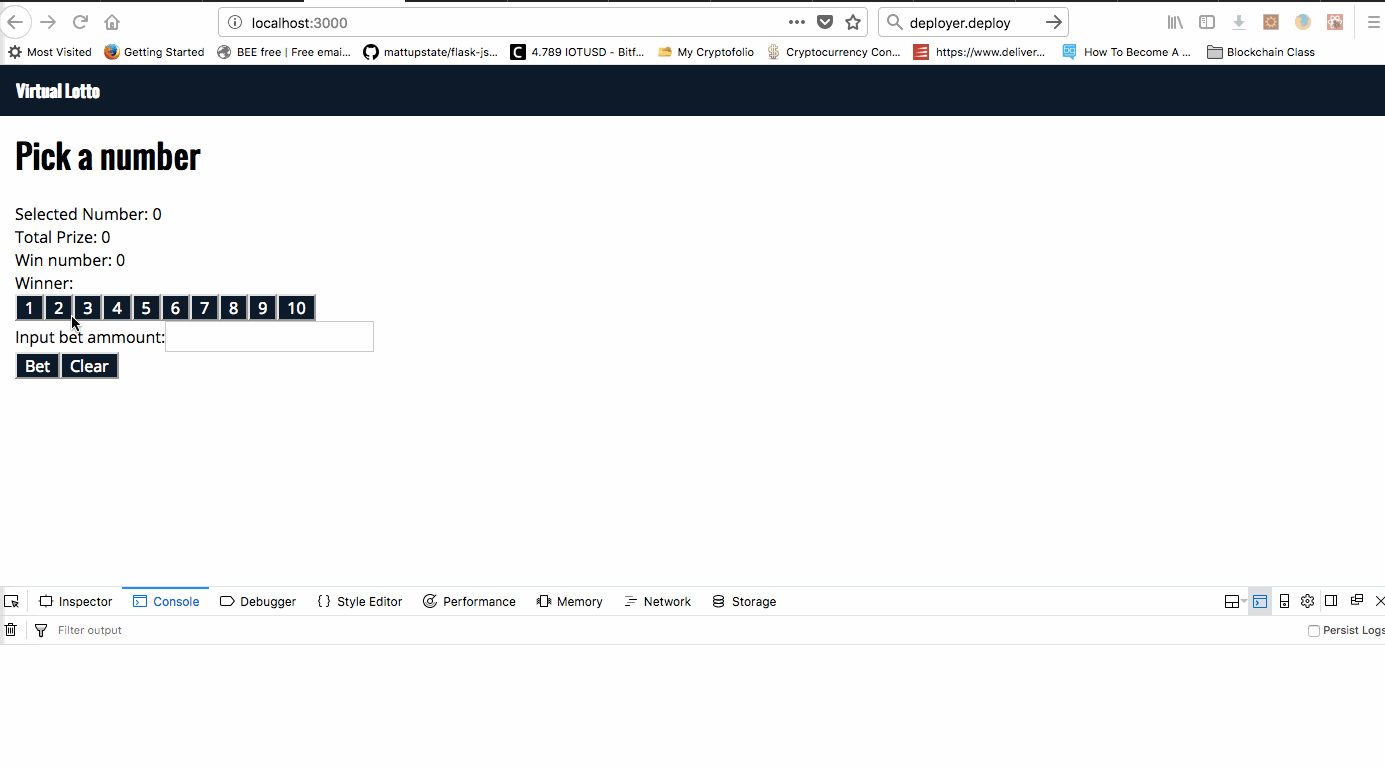 localhost:3000
deployer.deploy
Most Visited Getting Started BEE free | Free emai... mattupstate/flask-js... 4.789 IOTUSD - Bitf... My Cryptofolio Cryptocurrency Con... https://www.deliver... How To Become A ... Blockchain Class
Virtual Lotto
Pick a number
Selected Number: 0
Total Prize: 0
Win number: 0
Winner:
1 2 3 4 5 6 7 8 9 10
Input bet ammount:
Bet Clear
Inspector Console Debugger { } Style Editor Performance Memory Network Storage
Filter output Persist Logs